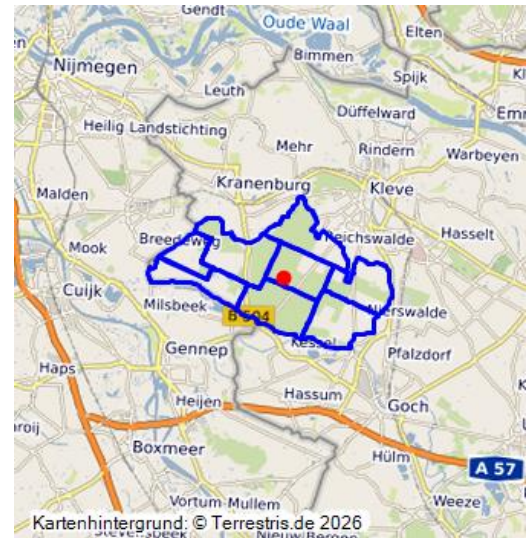 Gendt
Oude Waal
Elten
Nijmegen
Bimmen
Leuth
Spijk
Düffelward
Heilig Landstichting
Mehr
Rindern
Warbeyen
Kranenburg
Kleve
Malden
Breedeweg
Reichswalde
Hasselt
Mook
Cuijk
Milsbeek
B 504
Nierswalde
Kessel
Gennep
Pfalzdorf
Haps
Heijen
Hassum
Goch
Boxmeer
Hülm
A 57
Vortum-Mullem
Weeze
Kartenhintergrund: © Terrestris.de 2026